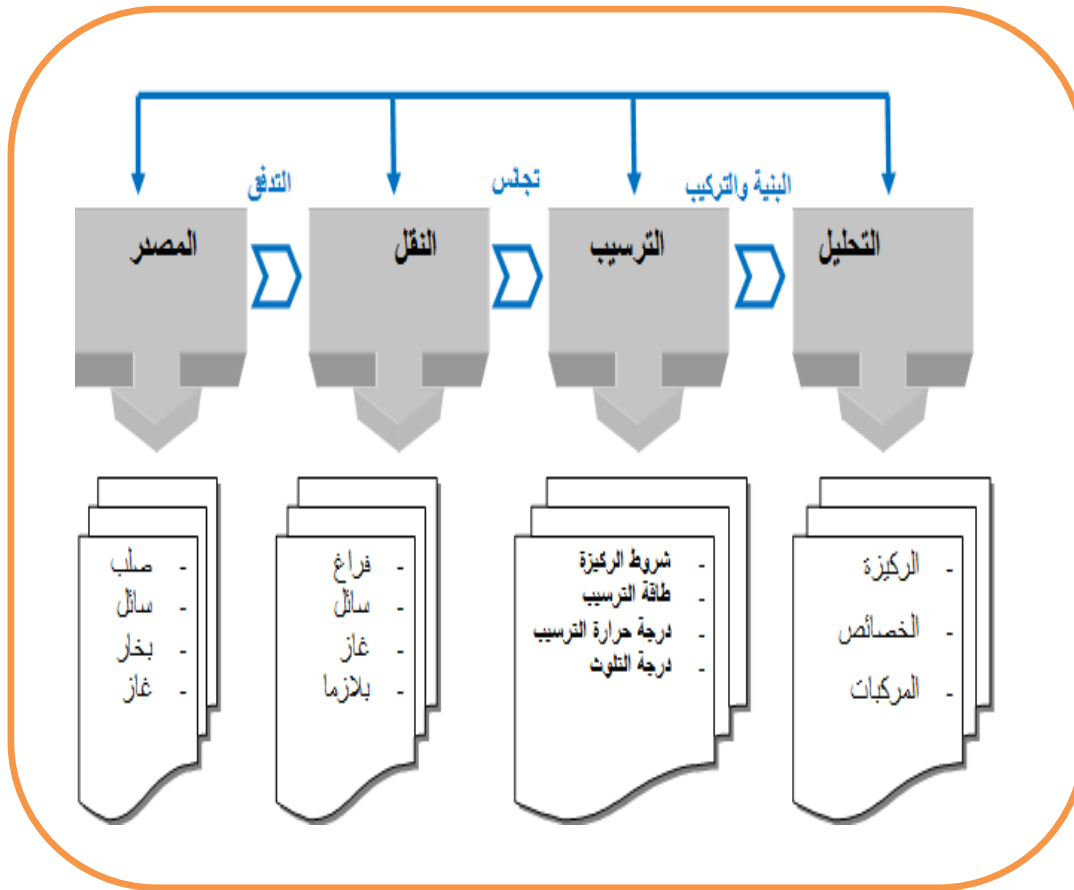 التدفق
تجانس
البنية والتركيب
المصدر
النقل
الترسيب
التحليل
- صلب
- سائل
- بخار
- غاز
- فراغ
- سائل
- غاز
- بلازما
- شروط الركيزة
- طاقة الترسيب
- درجة حرارة الترسيب
- درجة التلوث
- الركيزة
- الخصائص
- المركبات